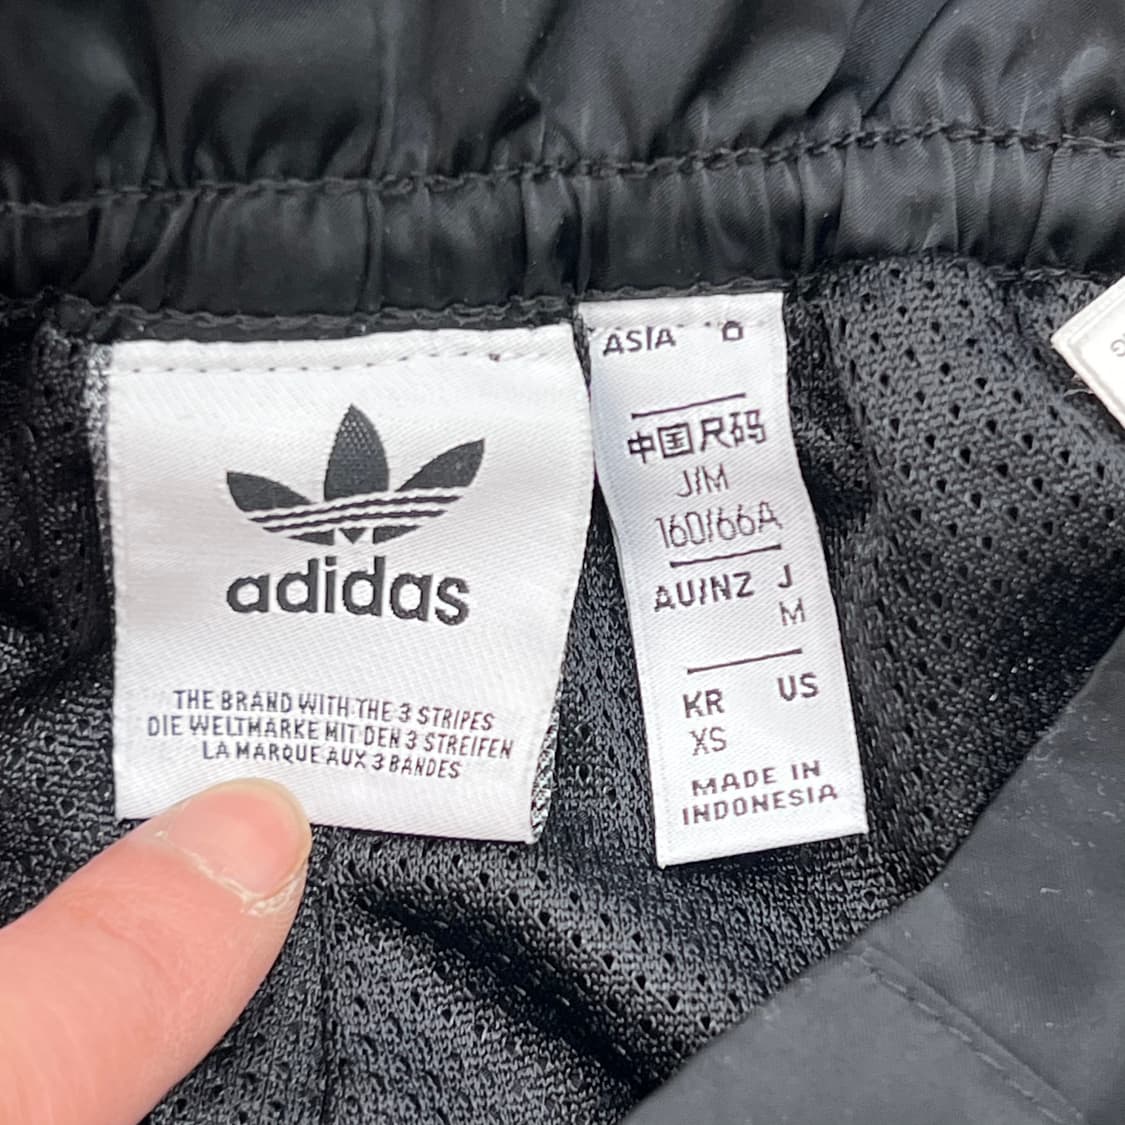 adidas
THE BRAND WITH THE 3 STRIPES
DIE WELTMARKE MIT DEN 3 STREIFEN
LA MARQUE AUX 3 BANDES
ASIA O
中国尺码
J/M
160/66A
AU/NZ J
M
KR US
XS
MADE IN
INDONESIA